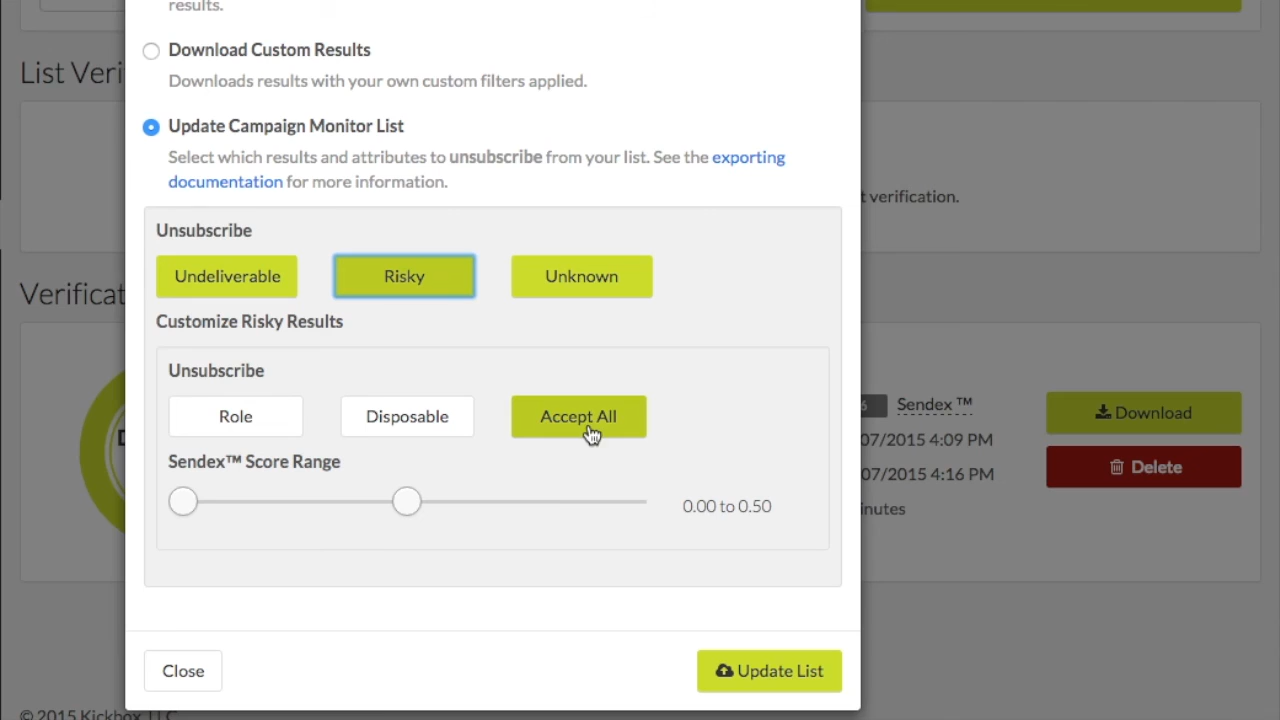 results.
Download Custom Results
Downloads results with your own custom filters applied.
List Veri
Update Campaign Monitor List
Select which results and attributes to unsubscribe from your list. See the exporting
documentation for more information.
t verification.
Unsubscribe
Undeliverable Risky Unknown
Verificat
Customize Risky Results
Unsubscribe
Role Disposable Accept All
6 Sendex™
Download
07/2015 4:09 PM
Sendex™ Score Range
Delete
07/2015 4:16 PM
0.00 to 0.50
inutes
Close Update List
© 2015 Kickbox, LLC